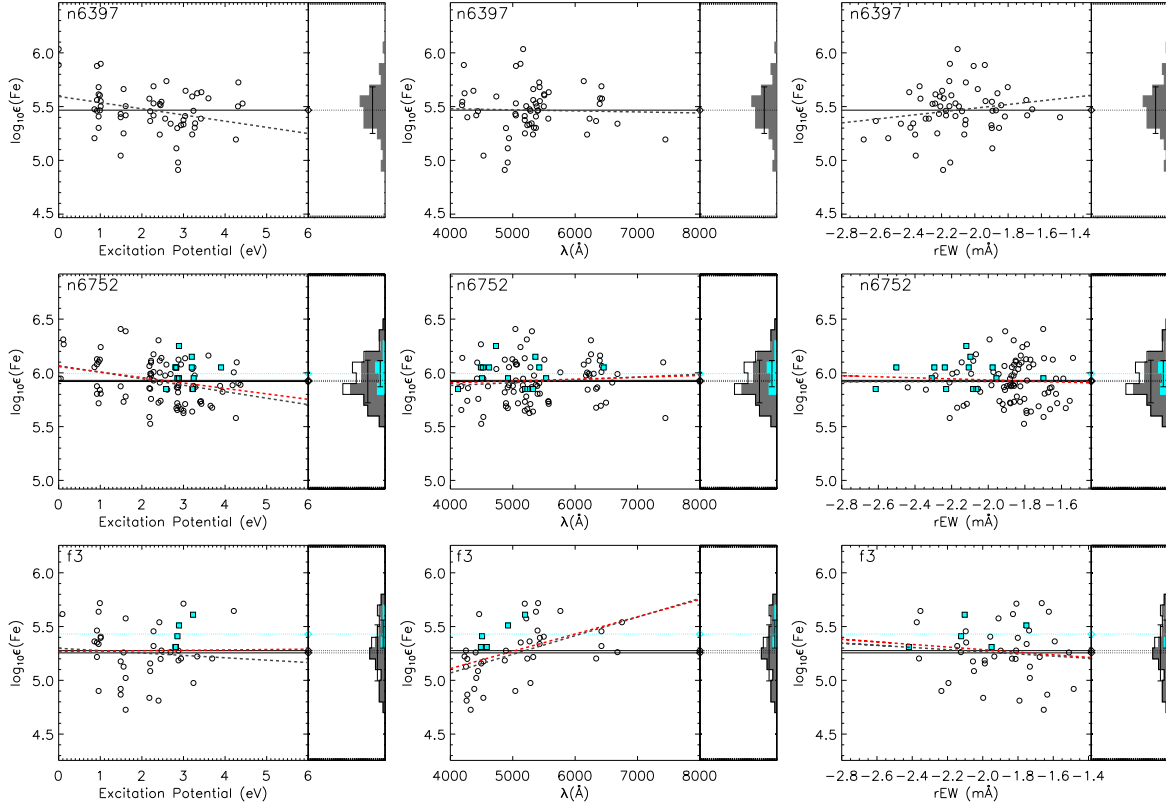 n6397
n6397
n6397
log₁₀ϵ(Fe)
6.0
5.5
5.0
4.5
0 1 2 3 4 5 6
Excitation Potential (eV)
log₁₀ϵ(Fe)
6.0
5.5
5.0
4.5
4000 5000 6000 7000 8000
λ(Å)
log₁₀ϵ(Fe)
6.0
5.5
5.0
4.5
−2.8 −2.6 −2.4 −2.2 −2.0 −1.8 −1.6 −1.4
rEW (mÅ)
n6752
n6752
n6752
log₁₀ϵ(Fe)
6.5
6.0
5.5
5.0
0 1 2 3 4 5 6
Excitation Potential (eV)
log₁₀ϵ(Fe)
6.5
6.0
5.5
5.0
4000 5000 6000 7000 8000
λ(Å)
log₁₀ϵ(Fe)
6.5
6.0
5.5
5.0
−2.8 −2.6 −2.4 −2.2 −2.0 −1.8 −1.6
rEW (mÅ)
f3
f3
f3
log₁₀ϵ(Fe)
6.0
5.5
5.0
4.5
0 1 2 3 4 5 6
Excitation Potential (eV)
log₁₀ϵ(Fe)
6.0
5.5
5.0
4.5
4000 5000 6000 7000 8000
λ(Å)
log₁₀ϵ(Fe)
6.0
5.5
5.0
4.5
−2.8 −2.6 −2.4 −2.2 −2.0 −1.8 −1.6 −1.4
rEW (mÅ)